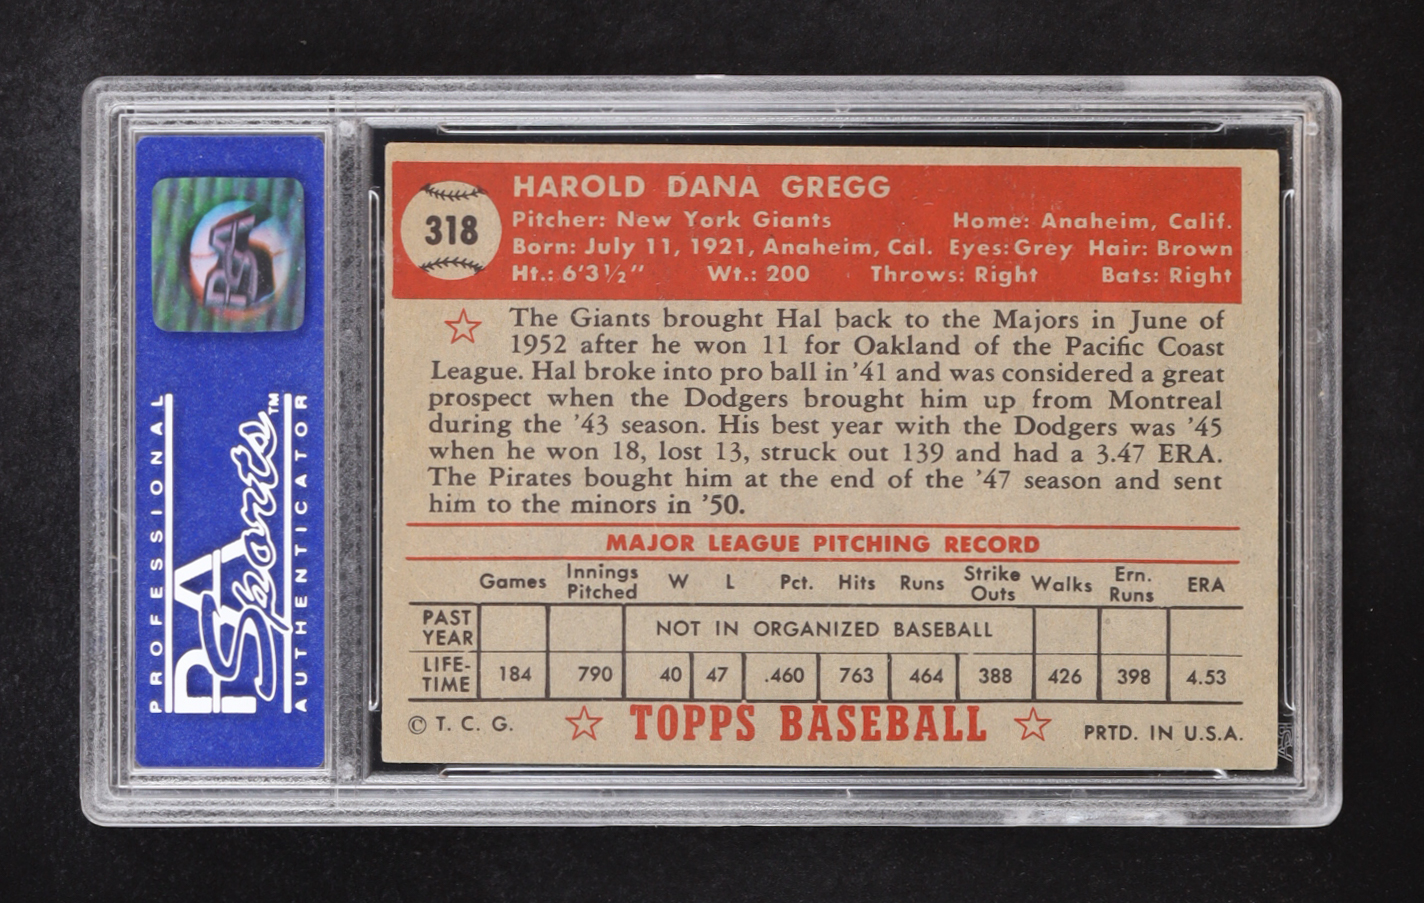 318
HAROLD DANA GREGG
Pitcher: New York Giants Home: Anaheim, Calif.
Born: July 11, 1921, Anaheim, Cal. Eyes: Grey Hair: Brown
Ht.: 6'3½" Wt.: 200 Throws: Right Bats: Right
The Giants brought Hal back to the Majors in June of
1952 after he won 11 for Oakland of the Pacific Coast
League. Hal broke into pro ball in '41 and was considered a great
prospect when the Dodgers brought him up from Montreal
during the '43 season. His best year with the Dodgers was '45
when he won 18, lost 13, struck out 139 and had a 3.47 ERA.
The Pirates bought him at the end of the '47 season and sent
him to the minors in '50.
MAJOR LEAGUE PITCHING RECORD
Games Innings Pitched W L Pct. Hits Runs Strike Outs Walks Ern. Runs ERA
PAST YEAR NOT IN ORGANIZED BASEBALL
LIFE-TIME 184 790 40 47 .460 763 464 388 426 398 4.53
© T. C. G. TOPPS BASEBALL PRTD. IN U.S.A.
PSA
PROFESSIONAL
PSA Sports™
AUTHENTICATOR